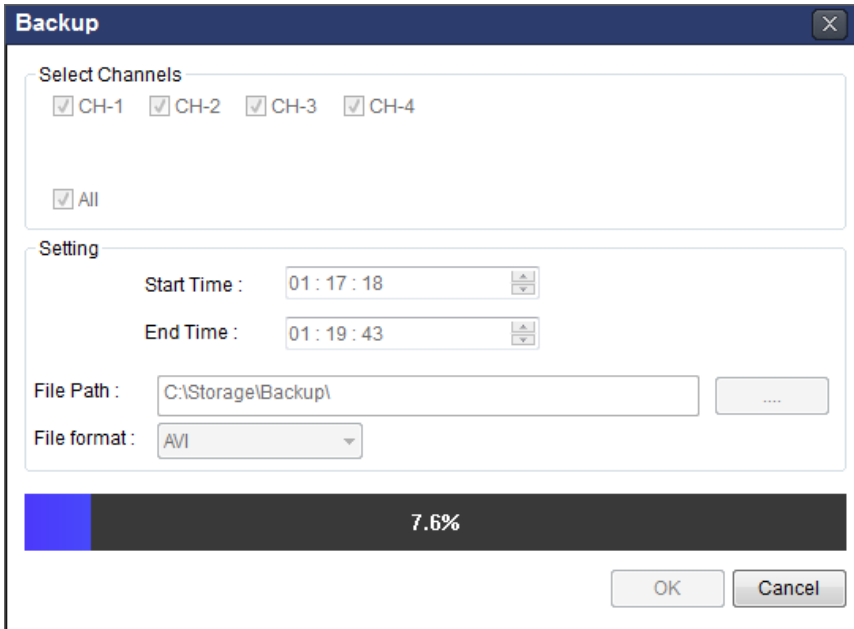 Backup
Select Channels
CH-1 CH-2 CH-3 CH-4
All
Setting
Start Time : 01 : 17 : 18
End Time : 01 : 19 : 43
File Path : C:\Storage\Backup\ ....
File format : AVI
7.6%
OK Cancel